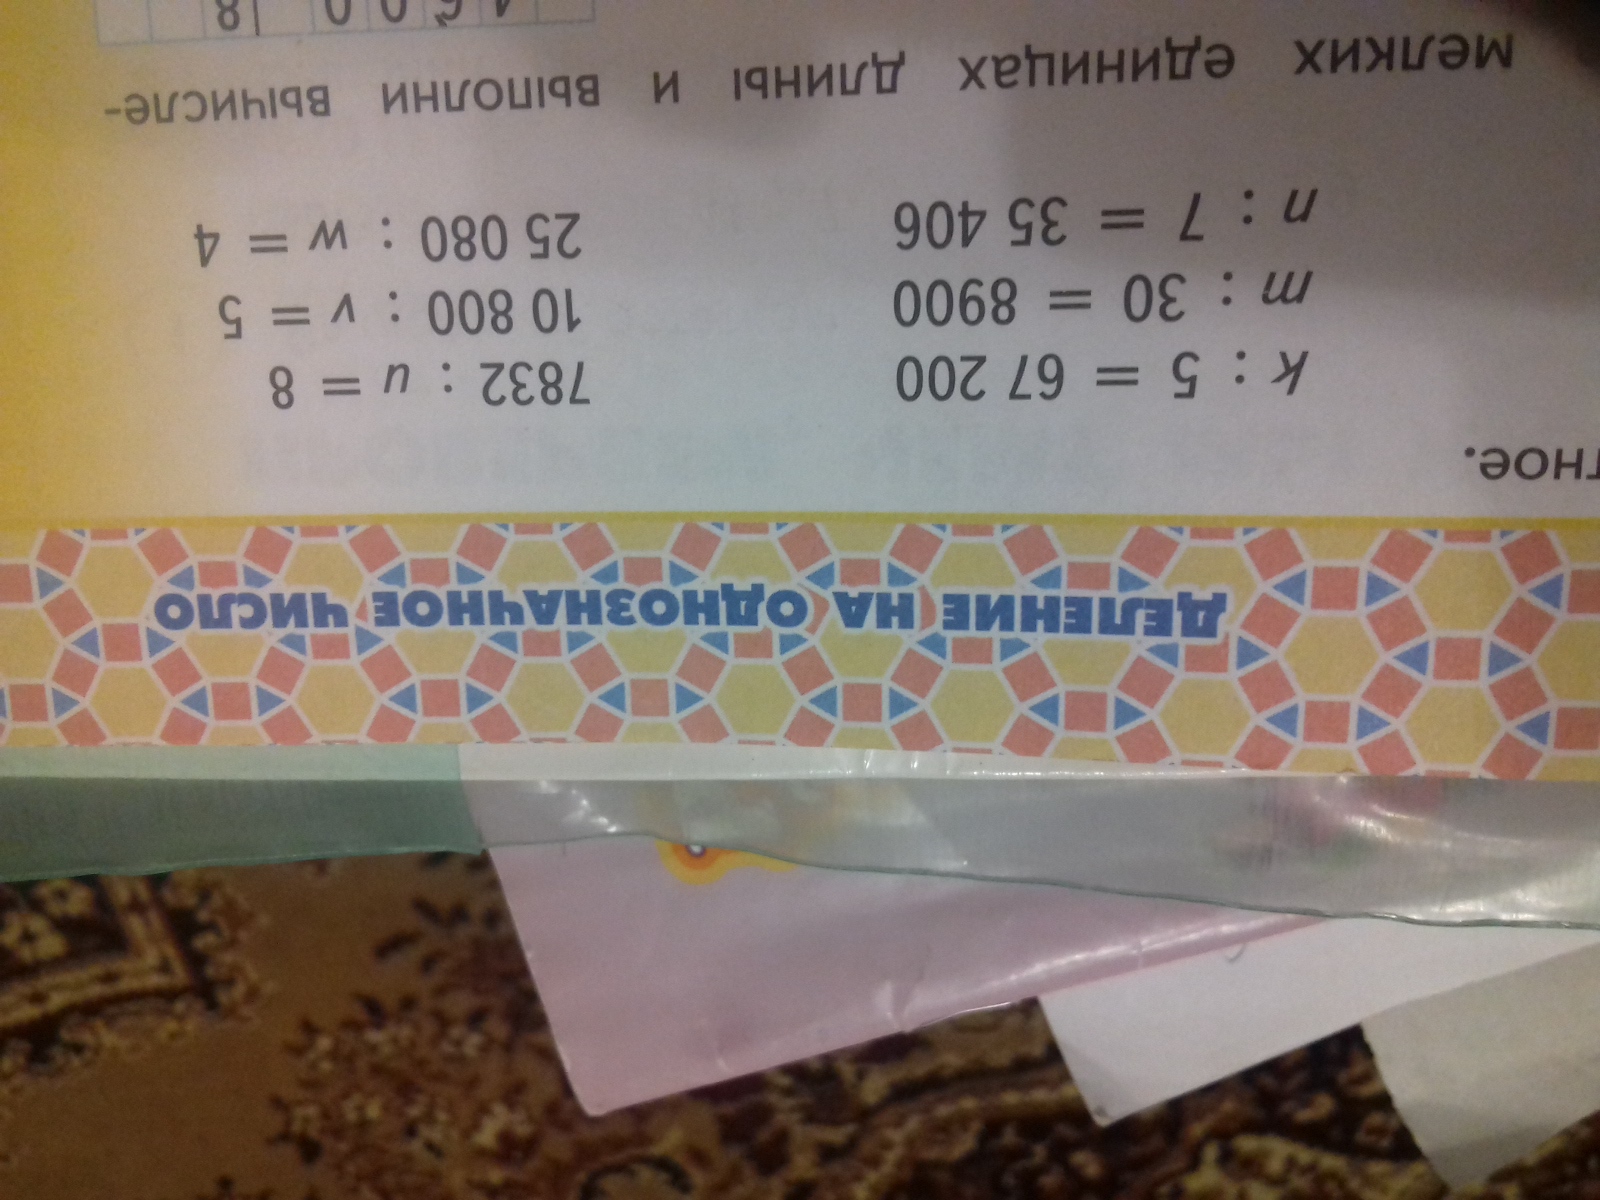 ДЕЛЕНИЕ НА ОДНОЗНАЧНОЕ ЧИСЛО
k : 5 = 67 200 7832 : u = 8
m : 30 = 8900 10 800 : v = 5
n : 7 = 35 406 25 080 : w = 4
мелких единицах длины и выполни вычисле-